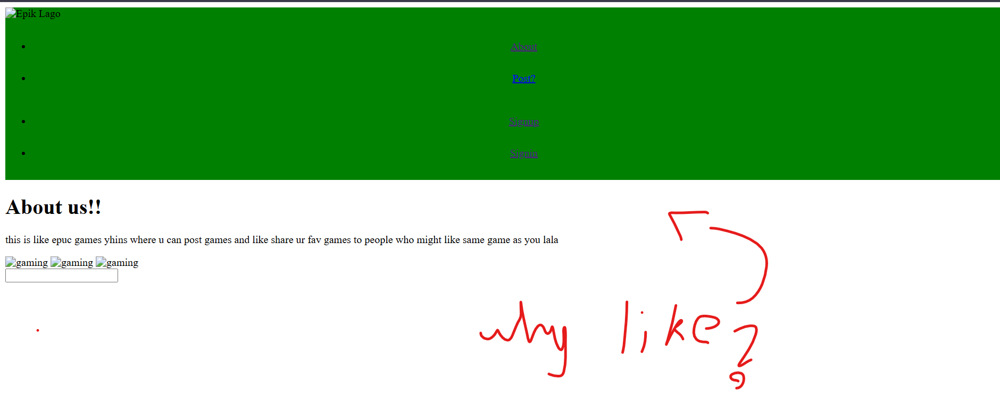 Epik Lago
About
Post?
Signup
Signin
About us!!
this is like epuc games yhins where u can post games and like share ur fav games to people who might like same game as you lala
gaming gaming gaming
why like?